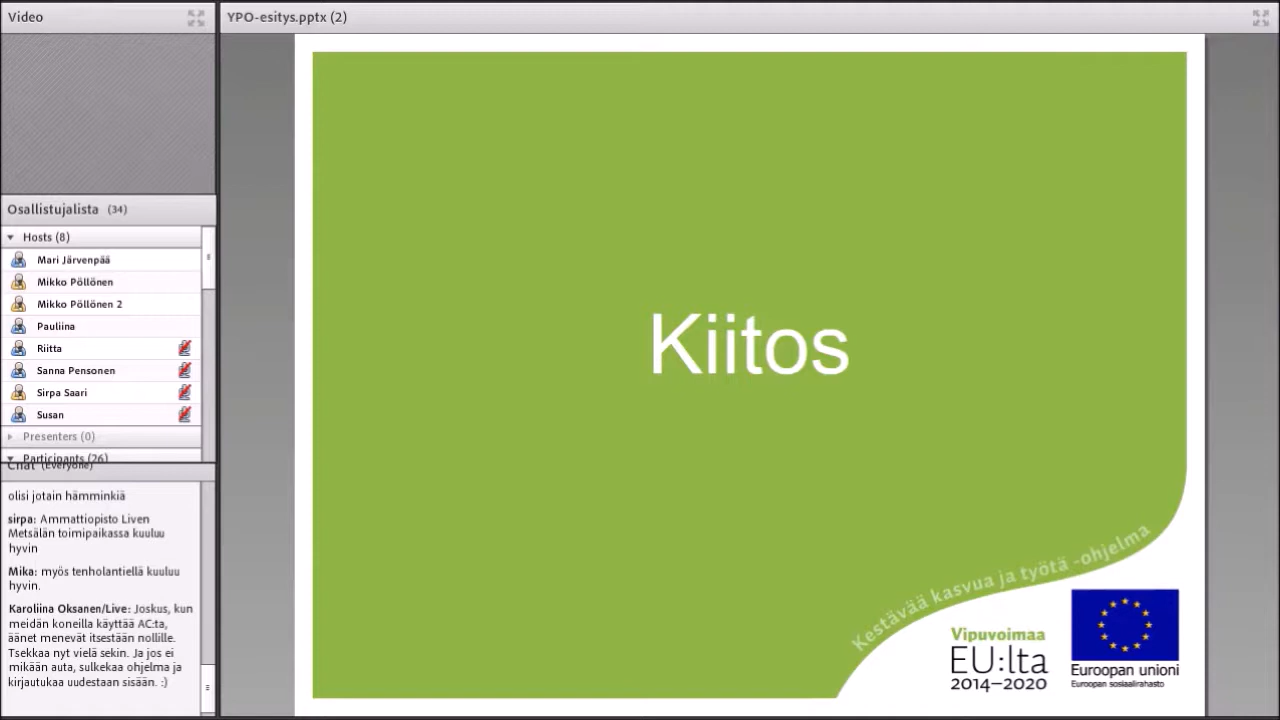 Video
YPO-esitys.pptx (2)
Osallistujalista (34)
Hosts (8)
Mari Järvenpää
Mikko Pöllönen
Mikko Pöllönen 2
Pauliina
Riitta
Sanna Pensonen
Sirpa Saari
Susan
Presenters (0)
Participants (26)
Chat (Everyone)
olisi jotain hämminkiä
sirpa: Ammattiopisto Liven
Metsälän toimipaikassa kuuluu
hyvin
Mika: myös tenholantiellä kuuluu
hyvin.
Karoliina Oksanen/Live: Joskus, kun
meidän koneilla käyttää AC:ta,
äänet menevät itsestään nollille.
Tsekkaa nyt vielä sekin. Ja jos ei
mikään auta, sulkekaa ohjelma ja
kirjautukaa uudestaan sisään. :)
Kiitos
Kestävää kasvua ja työtä -ohjelma
Vipuvoimaa
EU:lta
2014–2020
Euroopan unioni
Euroopan sosiaalirahasto